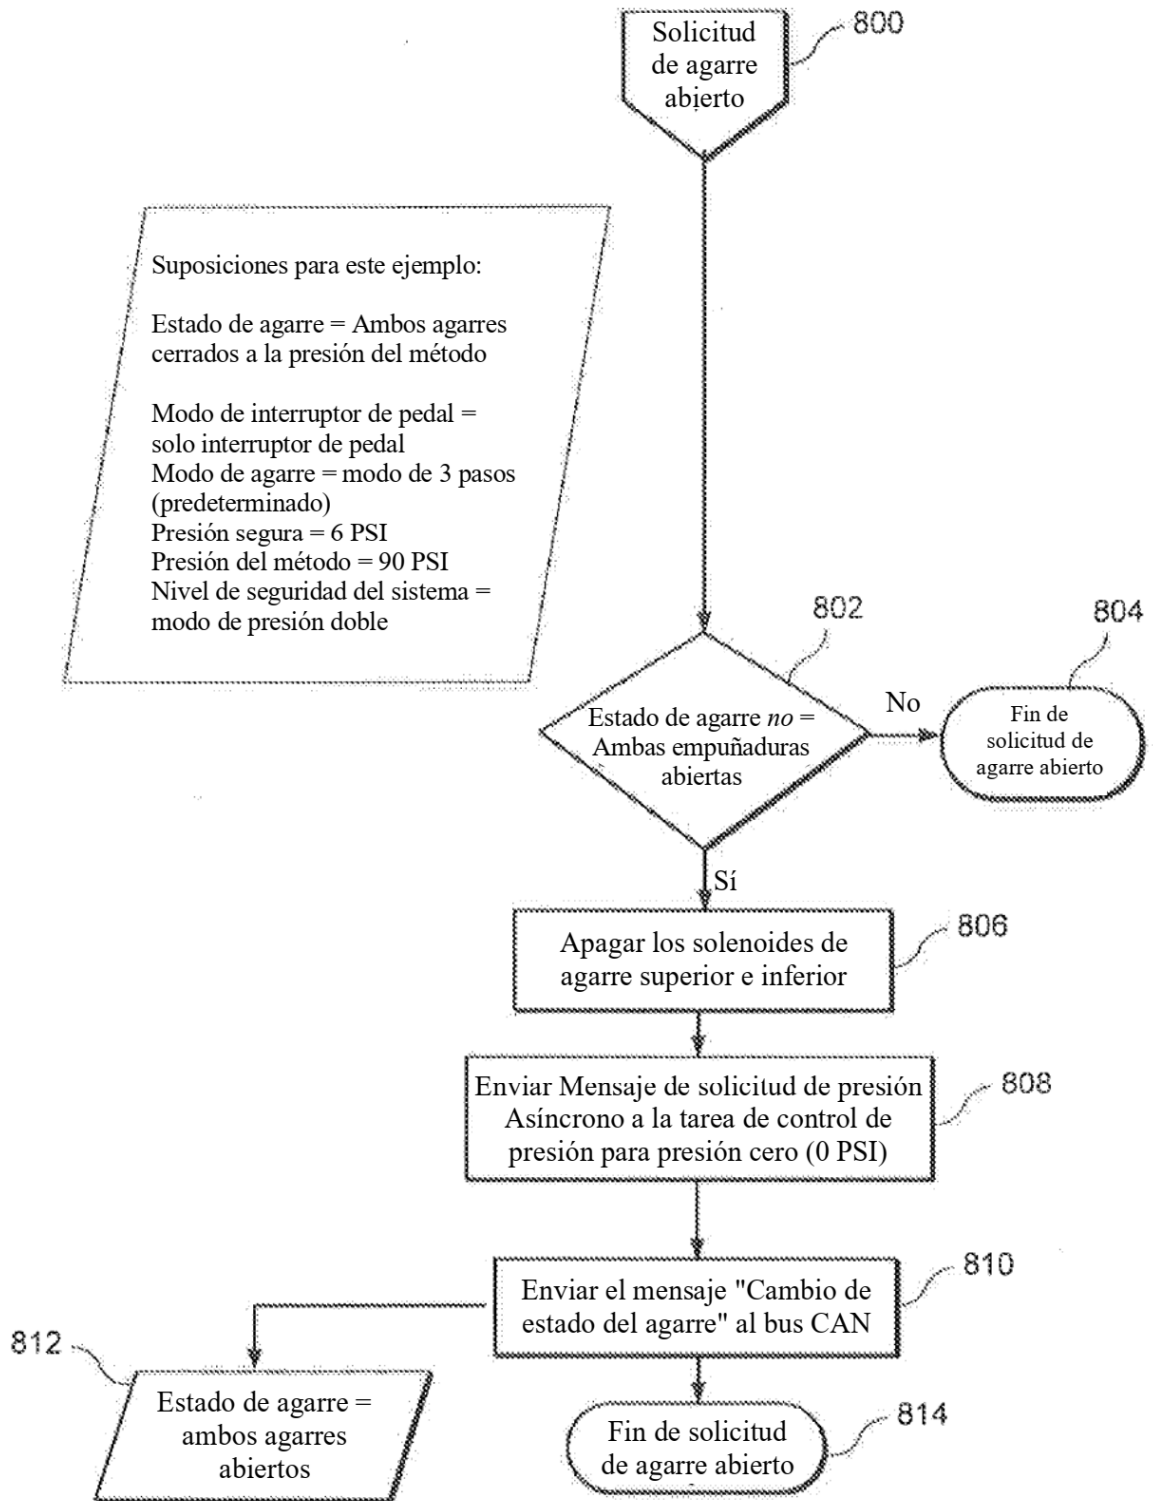 Solicitud
de agarre
abierto
800
Suposiciones para este ejemplo:
Estado de agarre = Ambos agarres
cerrados a la presión del método
Modo de interruptor de pedal =
solo interruptor de pedal
Modo de agarre = modo de 3 pasos
(predeterminado)
Presión segura = 6 PSI
Presión del método = 90 PSI
Nivel de seguridad del sistema =
modo de presión doble
802
Estado de agarre no =
Ambas empuñaduras
abiertas
No
804
Fin de
solicitud de
agarre abierto
Sí
806
Apagar los solenoides de
agarre superior e inferior
808
Enviar Mensaje de solicitud de presión
Asíncrono a la tarea de control de
presión para presión cero (0 PSI)
810
Enviar el mensaje "Cambio de
estado del agarre" al bus CAN
812
Estado de agarre =
ambos agarres
abiertos
814
Fin de solicitud
de agarre abierto